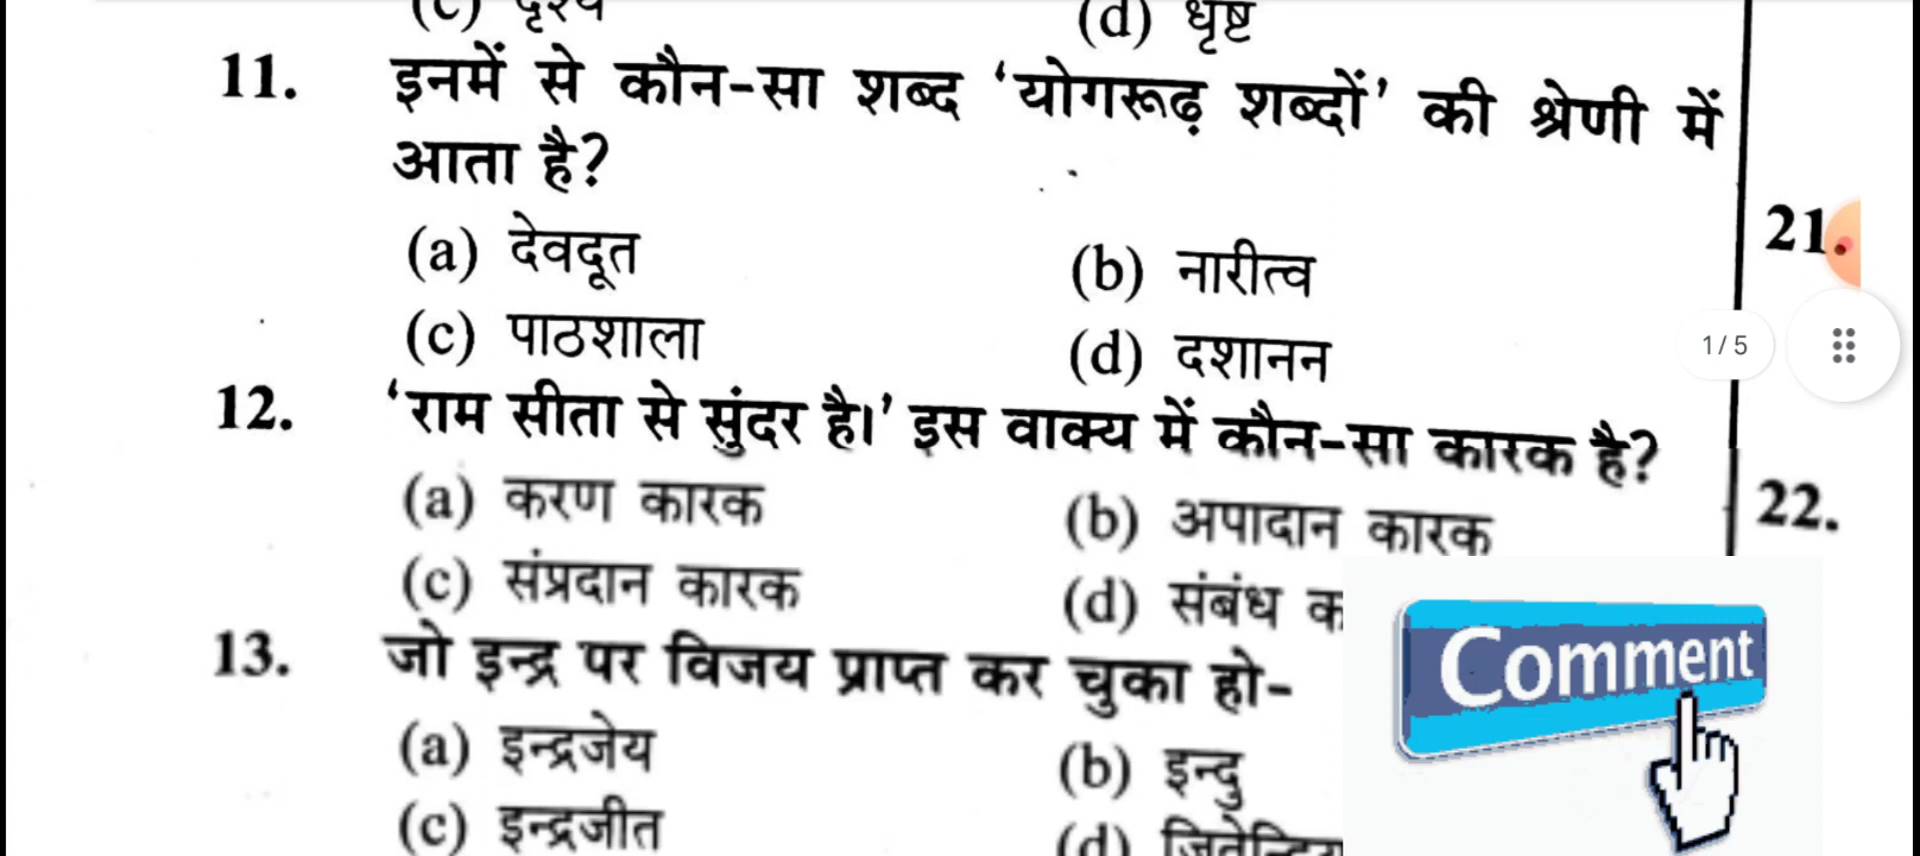 (c) दृश्य (d) धृष्ट
11. इनमें से कौन-सा शब्द ‘योगरूढ़ शब्दों’ की श्रेणी में
आता है?
(a) देवदूत (b) नारीत्व
(c) पाठशाला (d) दशानन
12. ‘राम सीता से सुंदर है।’ इस वाक्य में कौन-सा कारक है?
(a) करण कारक (b) अपादान कारक
(c) संप्रदान कारक (d) संबंध
13. जो इन्द्र पर विजय प्राप्त कर चुका हो-
(a) इन्द्रजेय (b) इन्दु
(c) इन्द्रजीत (d)
21.
1/5
22.
Comment